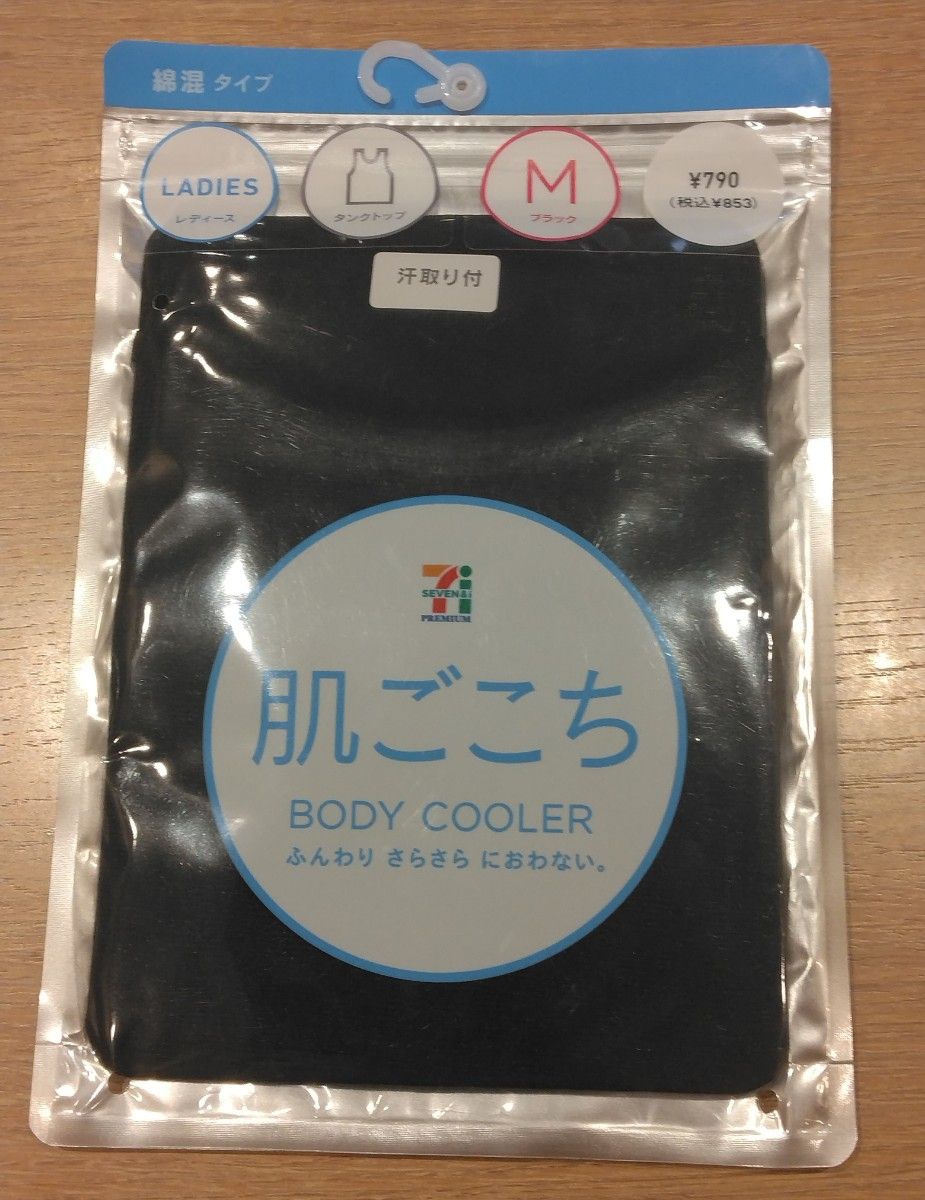 綿混 タイプ
LADIES
レディース
タンクトップ
M
ブラック
¥790
(税込¥853)
汗取り付
7i
SEVEN&i
PREMIUM
肌ごこち
BODY COOLER
ふんわり さらさら におわない。